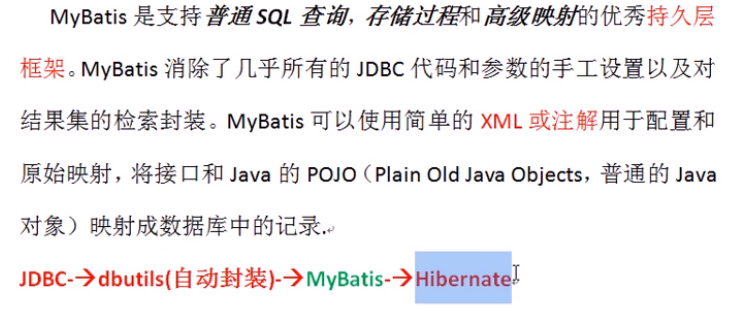 MyBatis 是支持普通 SQL 查询，存储过程和高级映射的优秀持久层
框架。MyBatis 消除了几乎所有的 JDBC 代码和参数的手工设置以及对
结果集的检索封装。MyBatis 可以使用简单的 XML 或注解用于配置和
原始映射，将接口和 Java 的 POJO（Plain Old Java Objects，普通的 Java
对象）映射成数据库中的记录.
JDBC-→dbutils(自动封装)-→MyBatis-→Hibernate